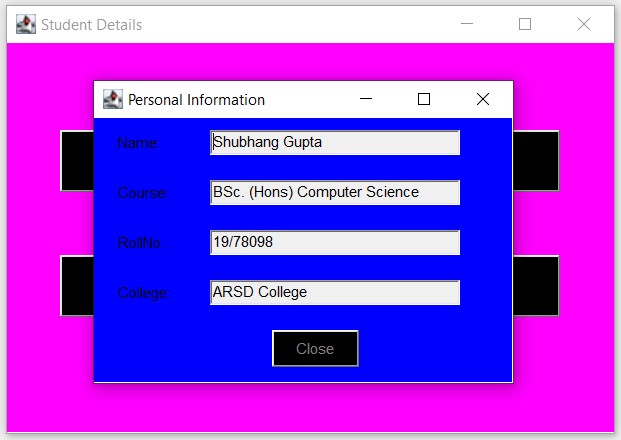 Student Details
Personal Information
Name: Shubhang Gupta
Course: BSc. (Hons) Computer Science
RollNo.: 19/78098
College: ARSD College
Close